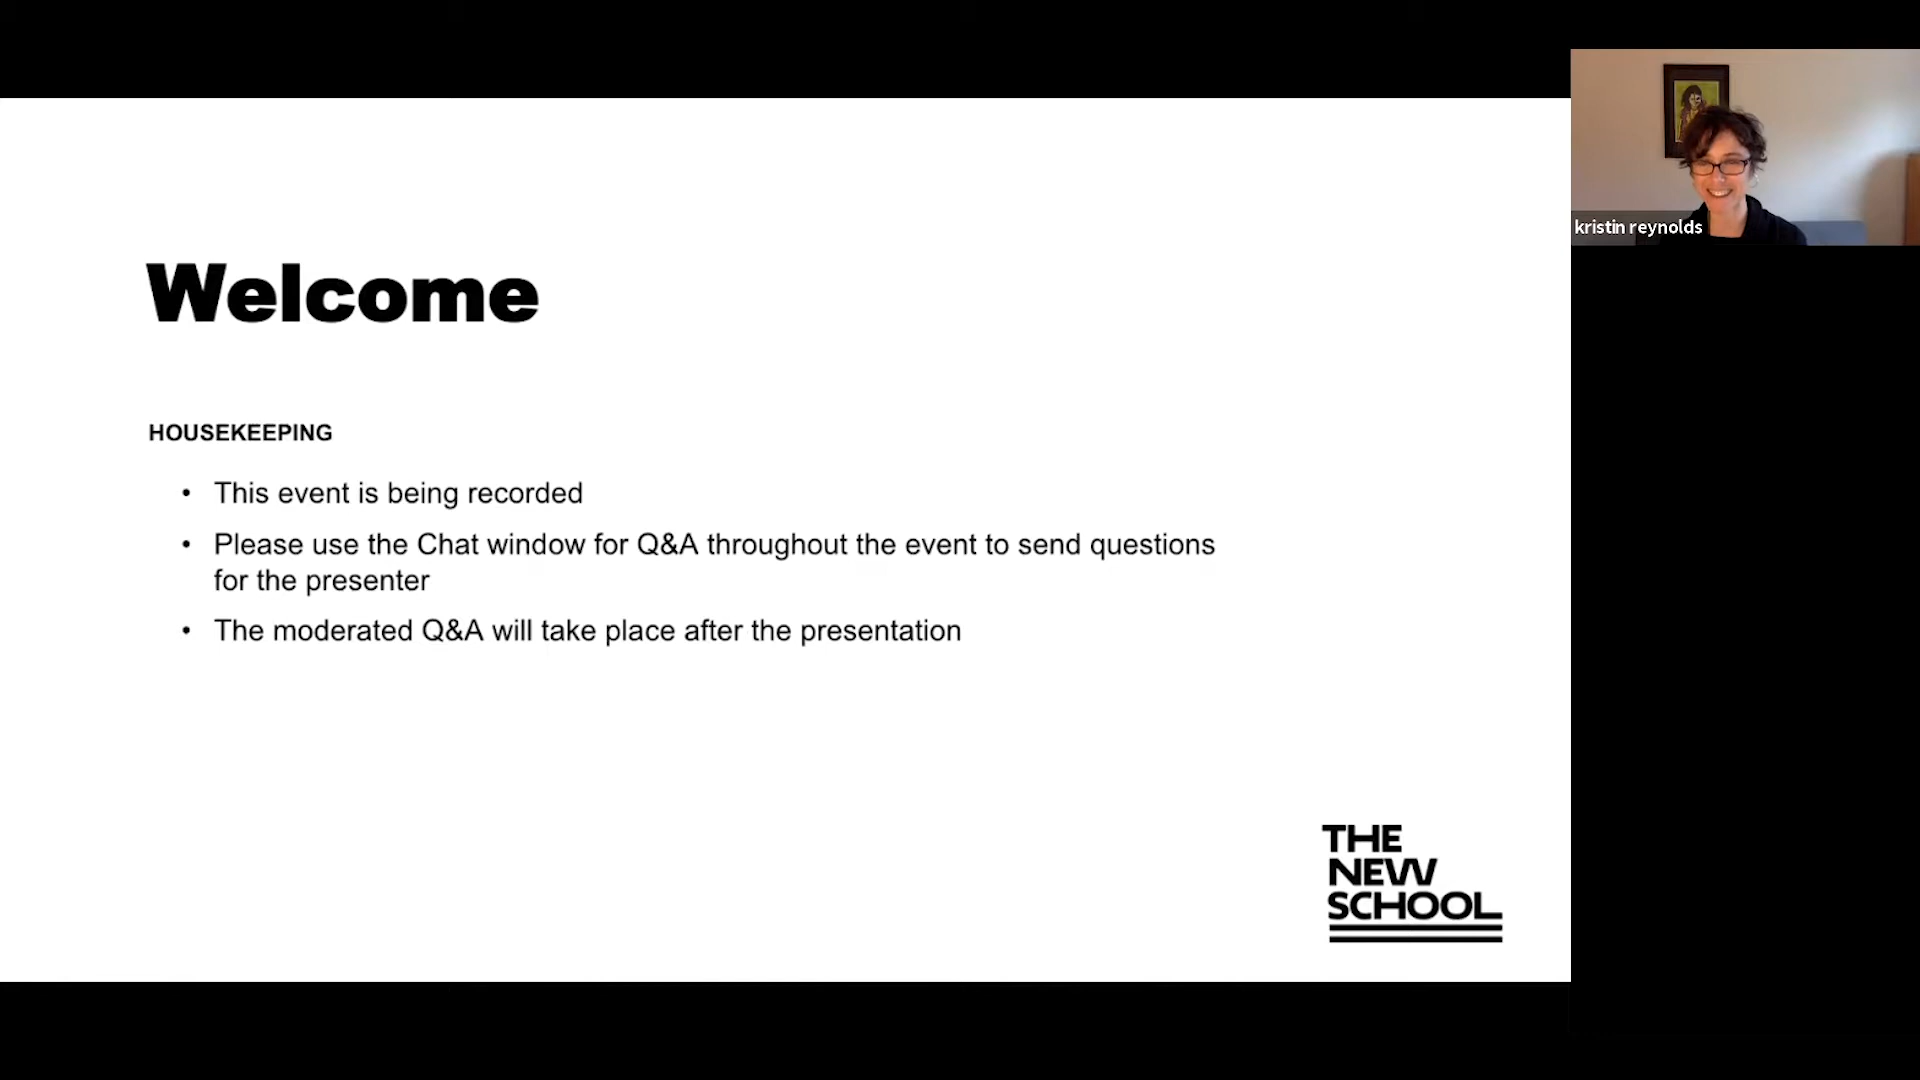 Welcome
HOUSEKEEPING
• This event is being recorded
• Please use the Chat window for Q&A throughout the event to send questions
for the presenter
• The moderated Q&A will take place after the presentation
THE
NEW
SCHOOL
kristin reynolds